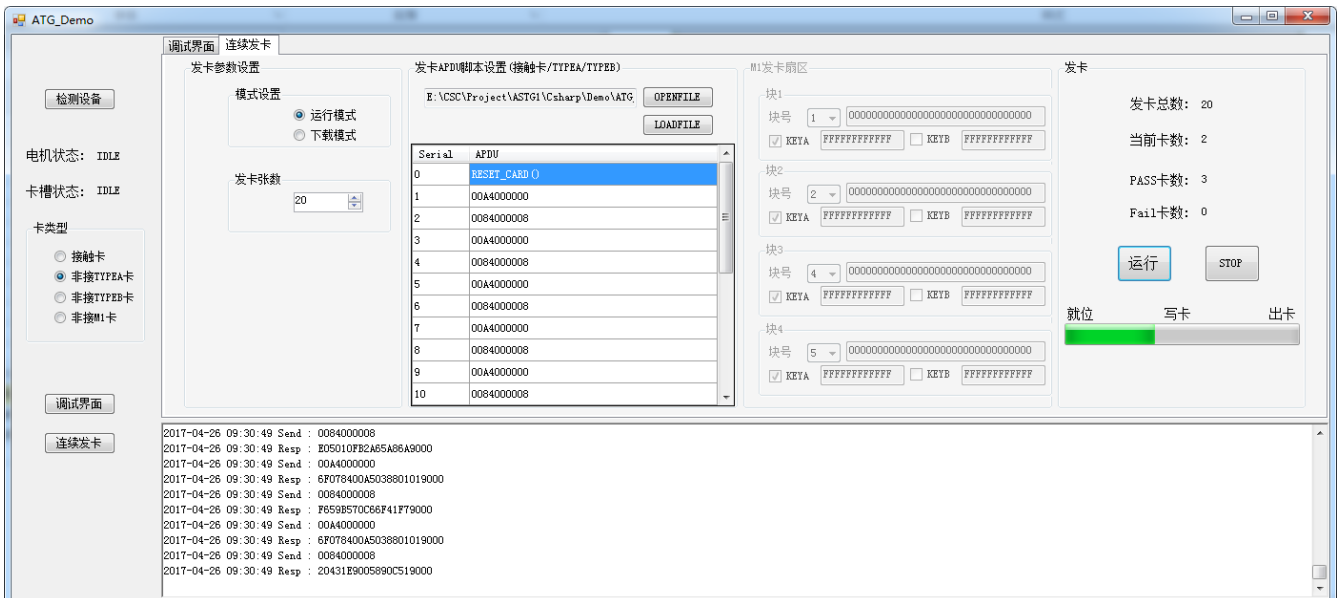 ATG_Demo
调试界面
连续发卡
检测设备
电机状态: IDLE
卡槽状态: IDLE
卡类型
接触卡
非接TYPEA卡
非接TYPEB卡
非接M1卡
调试界面
连续发卡
发卡参数设置
模式设置
运行模式
下载模式
发卡张数
20
发卡APDU脚本设置(接触卡/TYPEA/TYPEB)
E:\CSC\Project\ASTG1\Csharp\Demo\ATG_
OPENFILE
LOADFILE
Serial APDU
0 RESET_CARD()
1 00A4000000
2 0084000008
3 00A4000000
4 0084000008
5 00A4000000
6 0084000008
7 00A4000000
8 0084000008
9 00A4000000
10 0084000008
M1发卡扇区
块1
块号 1 00000000000000000000000000000000
KEYA FFFFFFFFFFFF KEYB FFFFFFFFFFFF
块2
块号 2 00000000000000000000000000000000
KEYA FFFFFFFFFFFF KEYB FFFFFFFFFFFF
块3
块号 4 00000000000000000000000000000000
KEYA FFFFFFFFFFFF KEYB FFFFFFFFFFFF
块4
块号 5 00000000000000000000000000000000
KEYA FFFFFFFFFFFF KEYB FFFFFFFFFFFF
发卡
发卡总数: 20
当前卡数: 2
PASS卡数: 3
Fail卡数: 0
运行
STOP
就位 写卡 出卡
2017-04-26 09:30:49 Send : 0084000008
2017-04-26 09:30:49 Resp : E05010FB2A65A86A9000
2017-04-26 09:30:49 Send : 00A4000000
2017-04-26 09:30:49 Resp : 6F078400A5038801019000
2017-04-26 09:30:49 Send : 0084000008
2017-04-26 09:30:49 Resp : F659B570C66F41F79000
2017-04-26 09:30:49 Send : 00A4000000
2017-04-26 09:30:49 Resp : 6F078400A5038801019000
2017-04-26 09:30:49 Send : 0084000008
2017-04-26 09:30:49 Resp : 20431E9005890C519000